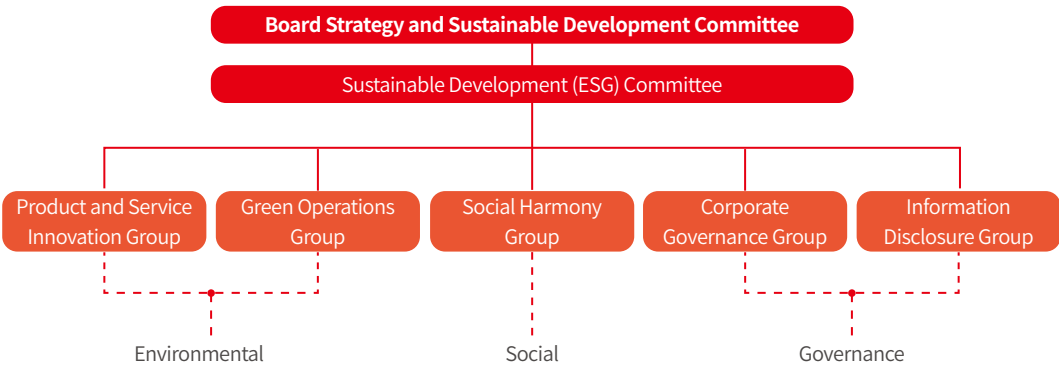 Board Strategy and Sustainable Development Committee
Sustainable Development (ESG) Committee
Product and Service
Innovation Group
Green Operations
Group
Social Harmony
Group
Corporate
Governance Group
Information
Disclosure Group
Environmental
Social
Governance